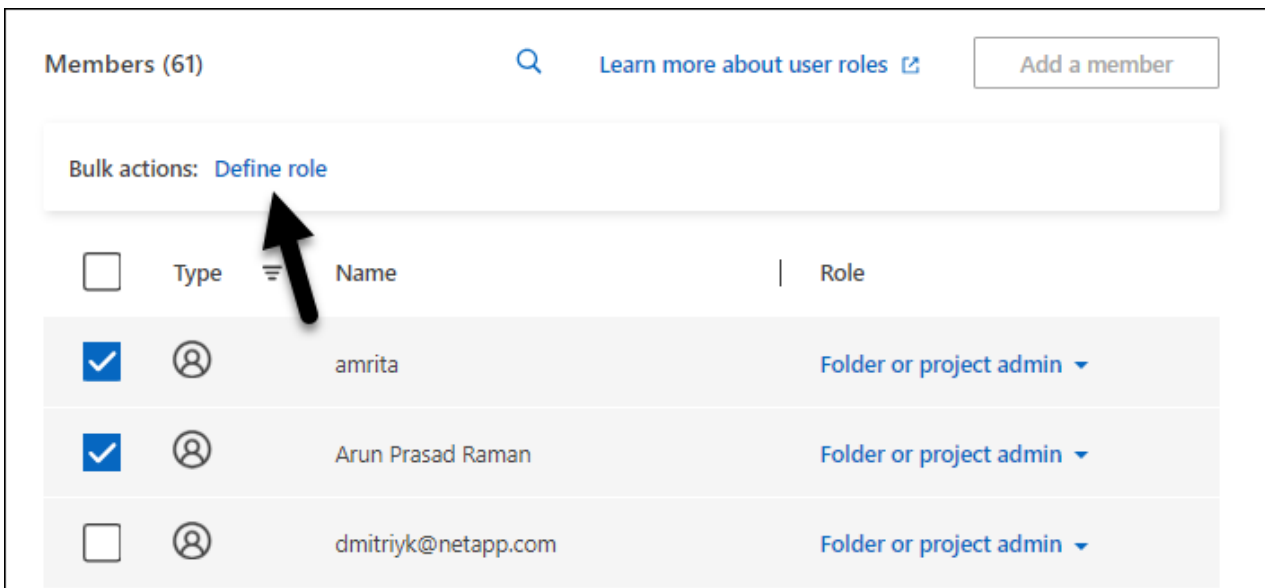 Members (61) Learn more about user roles Add a member
Bulk actions: Define role
Type Name Role
amrita Folder or project admin
Arun Prasad Raman Folder or project admin
dmitriyk@netapp.com Folder or project admin